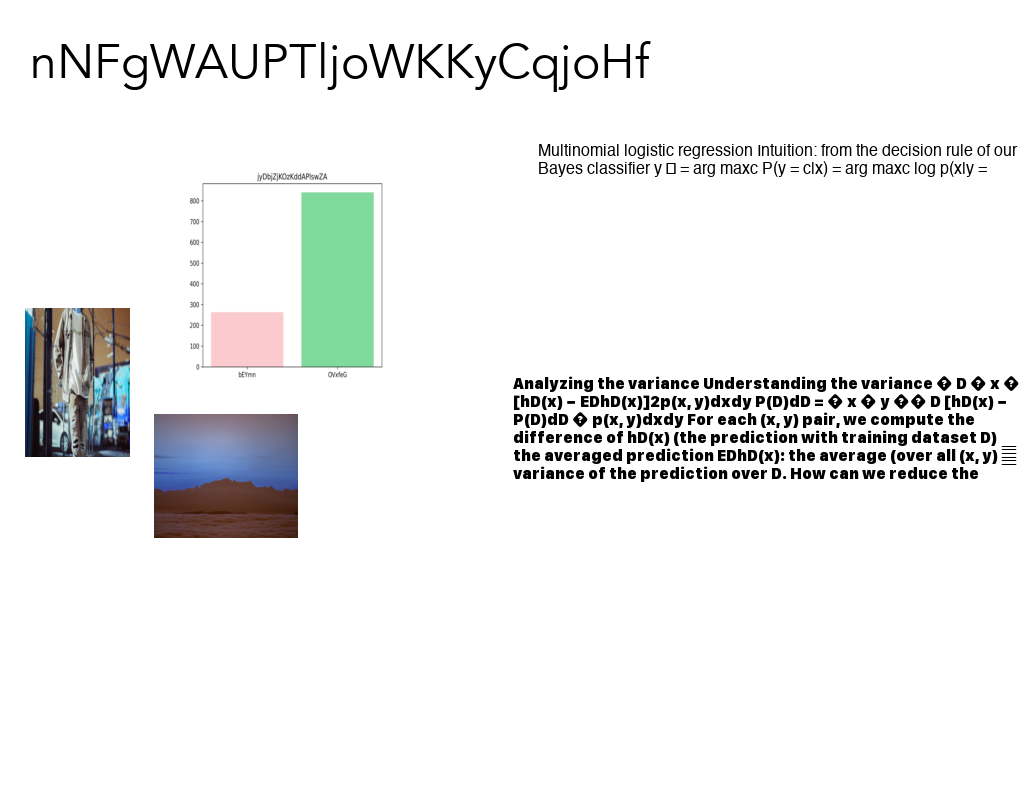 nNFgWAUPTljoWKKyCqjoHf
Multinomial logistic regression Intuition: from the decision rule of our
Bayes classifier y □ = arg maxc P(y = c|x) = arg maxc log p(x|y =
jyDbjZjKOzKddAPlswZA
800
700
600
500
400
300
200
100
0
bEYmn OVxfeG
Analyzing the variance Understanding the variance � D � x �
[hD(x) − EDhD(x)]2p(x, y)dxdy P(D)dD = � x � y �� D [hD(x) −
P(D)dD � p(x, y)dxdy For each (x, y) pair, we compute the
difference of hD(x) (the prediction with training dataset D)
the averaged prediction EDhD(x): the average (over all (x, y) ▤
variance of the prediction over D. How can we reduce the